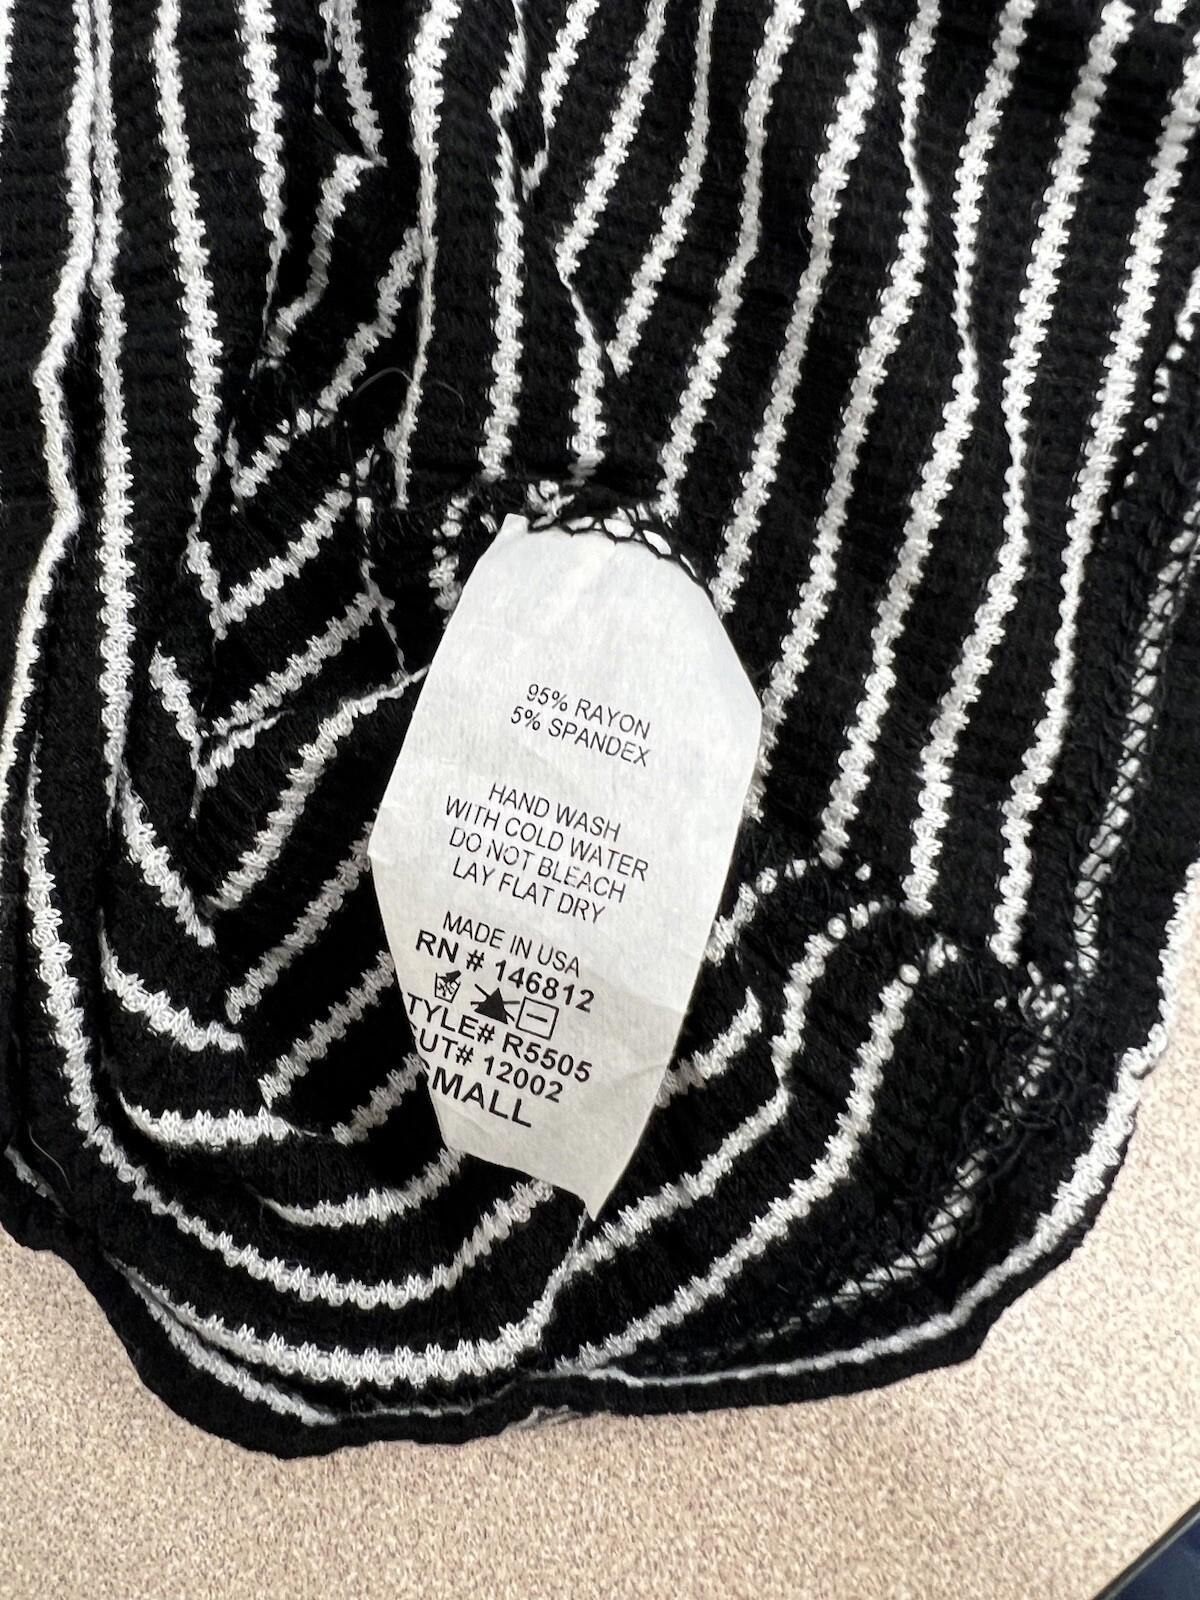 95% RAYON
5% SPANDEX
HAND WASH
WITH COLD WATER
DO NOT BLEACH
LAY FLAT DRY
MADE IN USA
RN # 146812
TYLE# R5505
UT# 12002
MALL